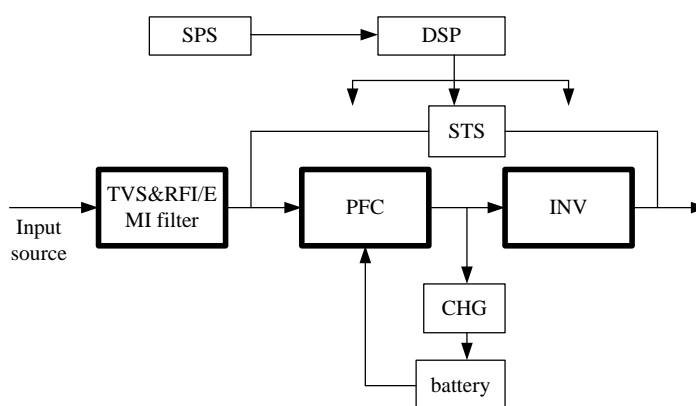 SPS
DSP
STS
TVS&RFI/E
MI filter
PFC
INV
Input
source
CHG
battery